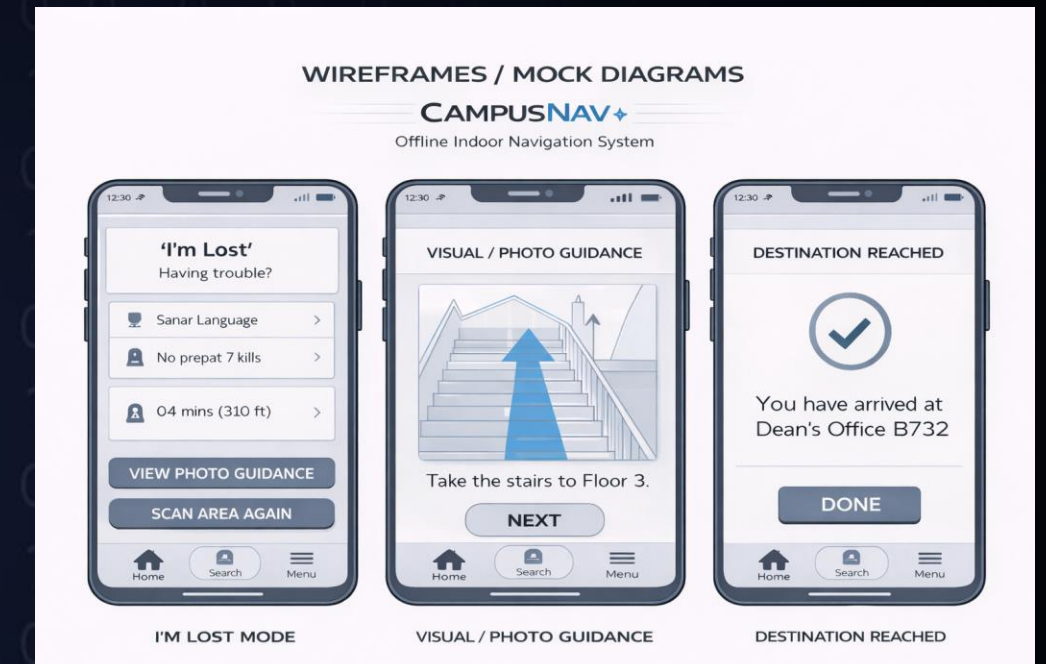 WIREFRAMES / MOCK DIAGRAMS
CAMPUSNAV
Offline Indoor Navigation System
12:30
'I'm Lost'
Having trouble?
Sanar Language
No prepat 7 kills
04 mins (310 ft)
VIEW PHOTO GUIDANCE
SCAN AREA AGAIN
Home
Search
Menu
I'M LOST MODE
12:30
VISUAL / PHOTO GUIDANCE
Take the stairs to Floor 3.
NEXT
Home
Search
Menu
VISUAL / PHOTO GUIDANCE
12:30
DESTINATION REACHED
You have arrived at
Dean's Office B732
DONE
Home
Search
Menu
DESTINATION REACHED